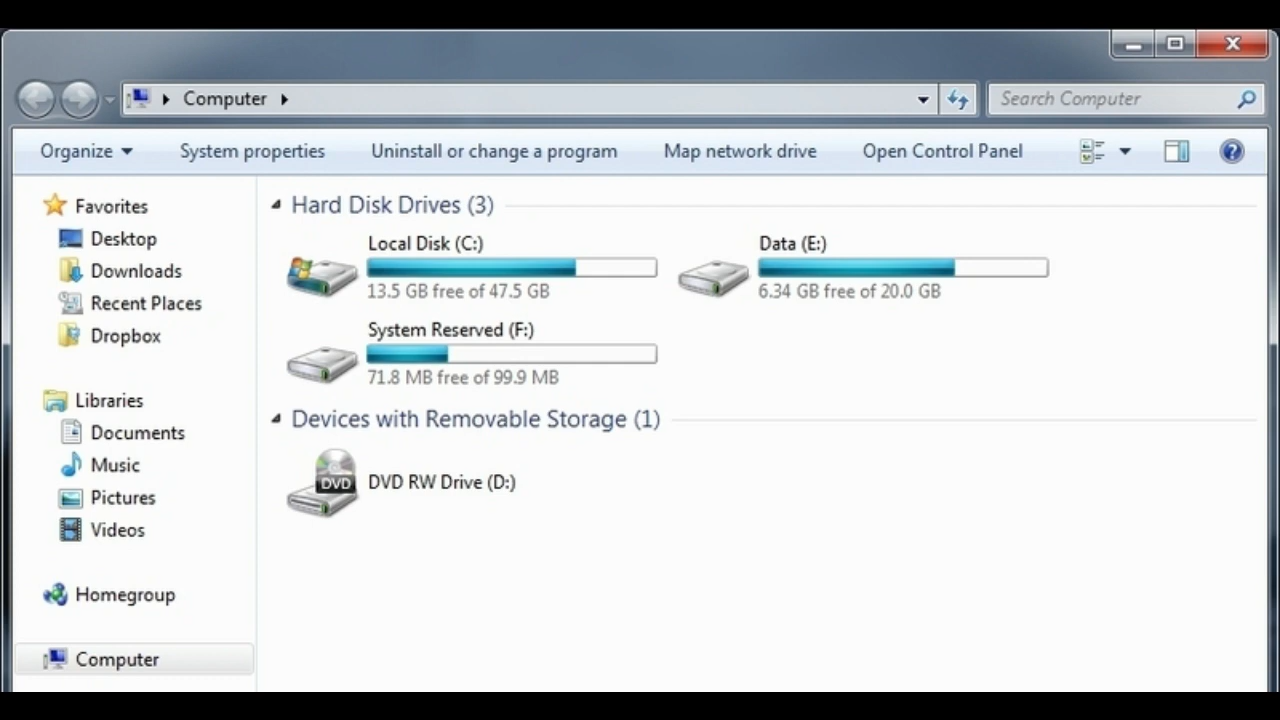 Computer
Search Computer
Organize
System properties
Uninstall or change a program
Map network drive
Open Control Panel
Favorites
Desktop
Downloads
Recent Places
Dropbox
Libraries
Documents
Music
Pictures
Videos
Homegroup
Computer
Hard Disk Drives (3)
Local Disk (C:)
13.5 GB free of 47.5 GB
Data (E:)
6.34 GB free of 20.0 GB
System Reserved (F:)
71.8 MB free of 99.9 MB
Devices with Removable Storage (1)
DVD
DVD RW Drive (D:)